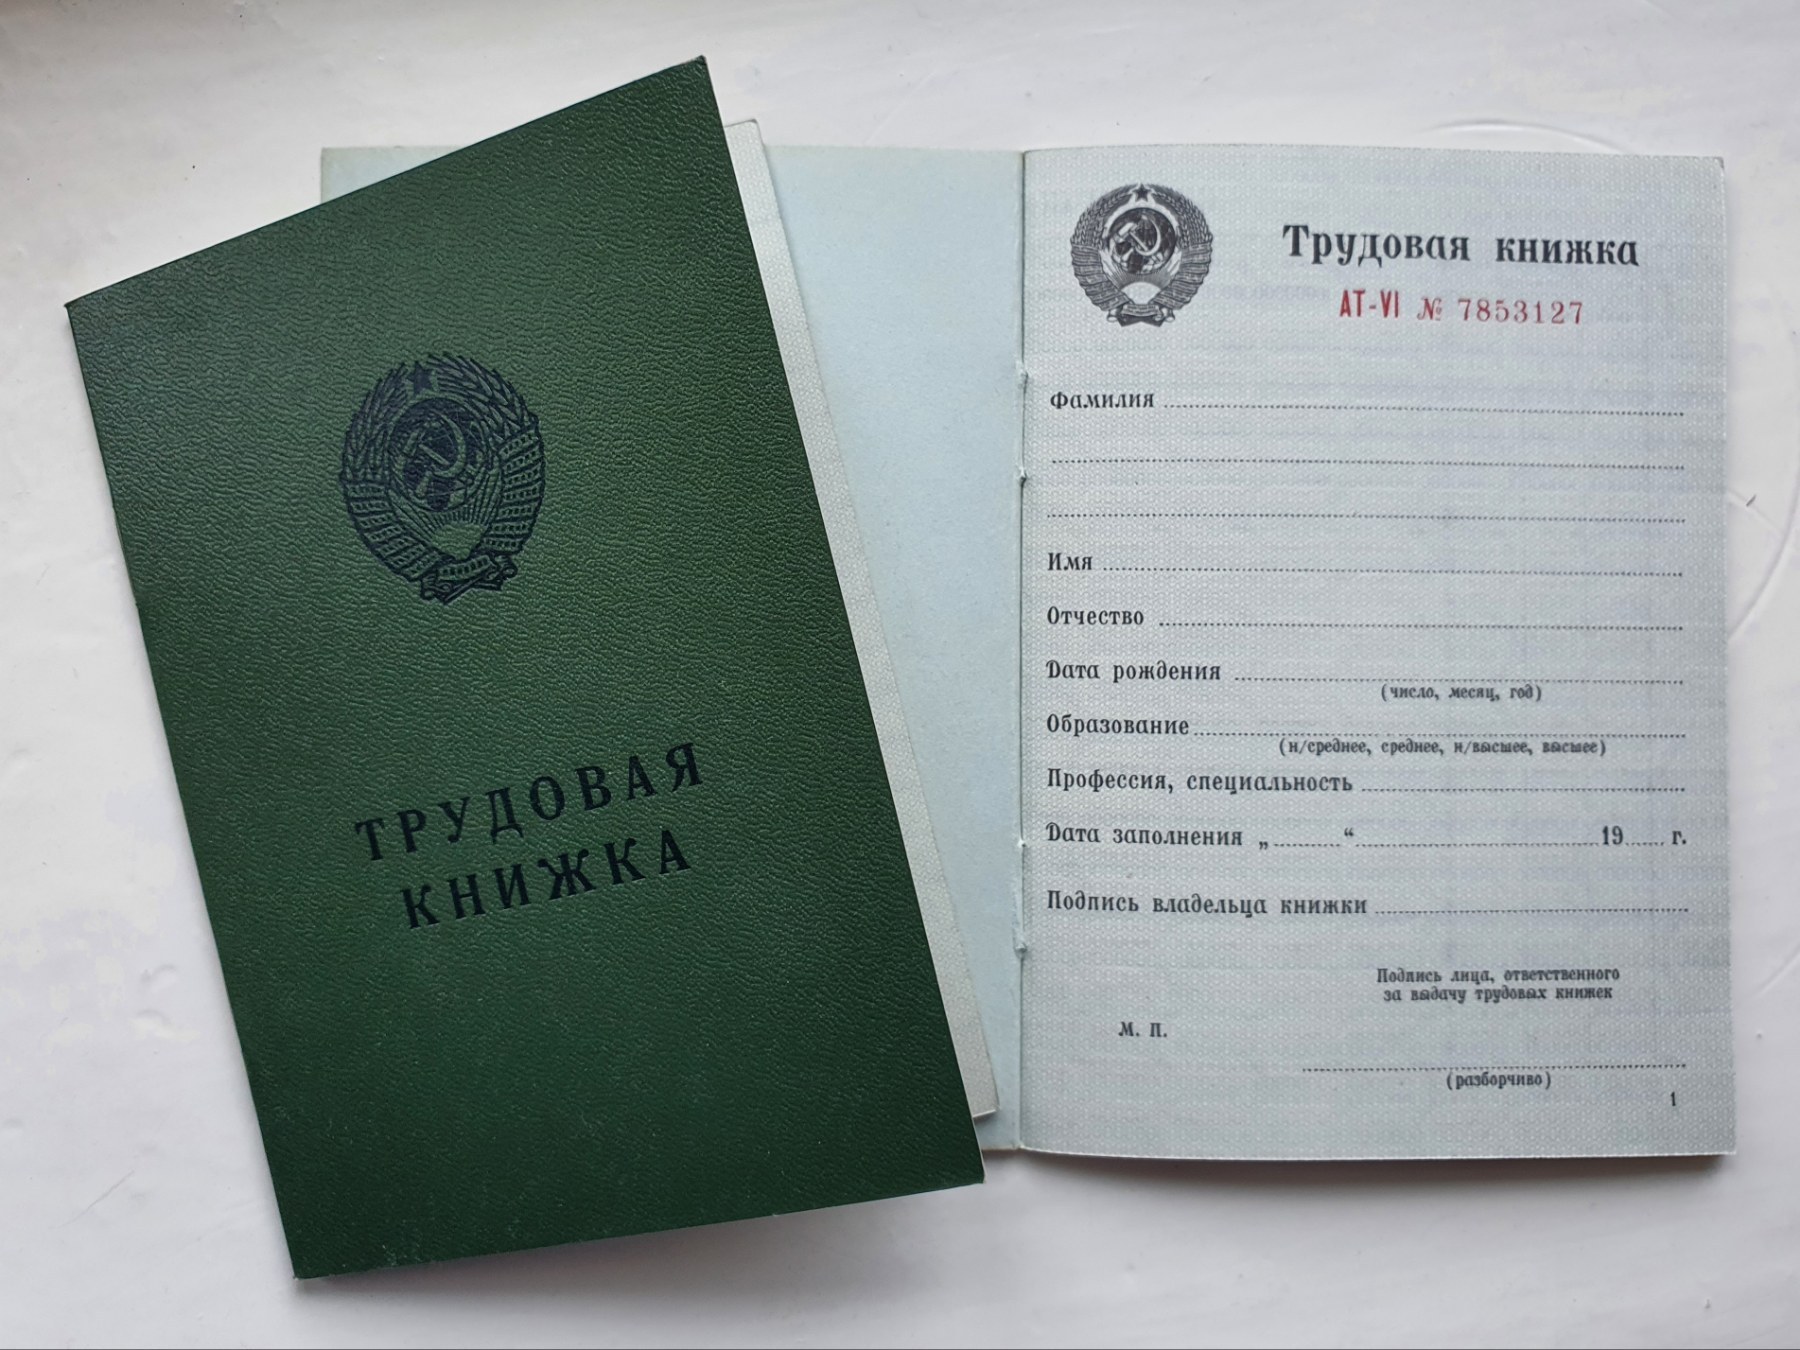 ТРУДОВАЯ
КНИЖКА
Трудовая книжка
АТ-VI № 7853127
Фамилия
Имя
Отчество
Дата рождения
(число, месяц, год)
Образование
(н/среднее, среднее, н/высшее, высшее)
Профессия, специальность
Дата заполнения „ “ 19 г.
Подпись владельца книжки
Подпись лица, ответственного
за выдачу трудовых книжек
М. П.
(разборчиво)
1